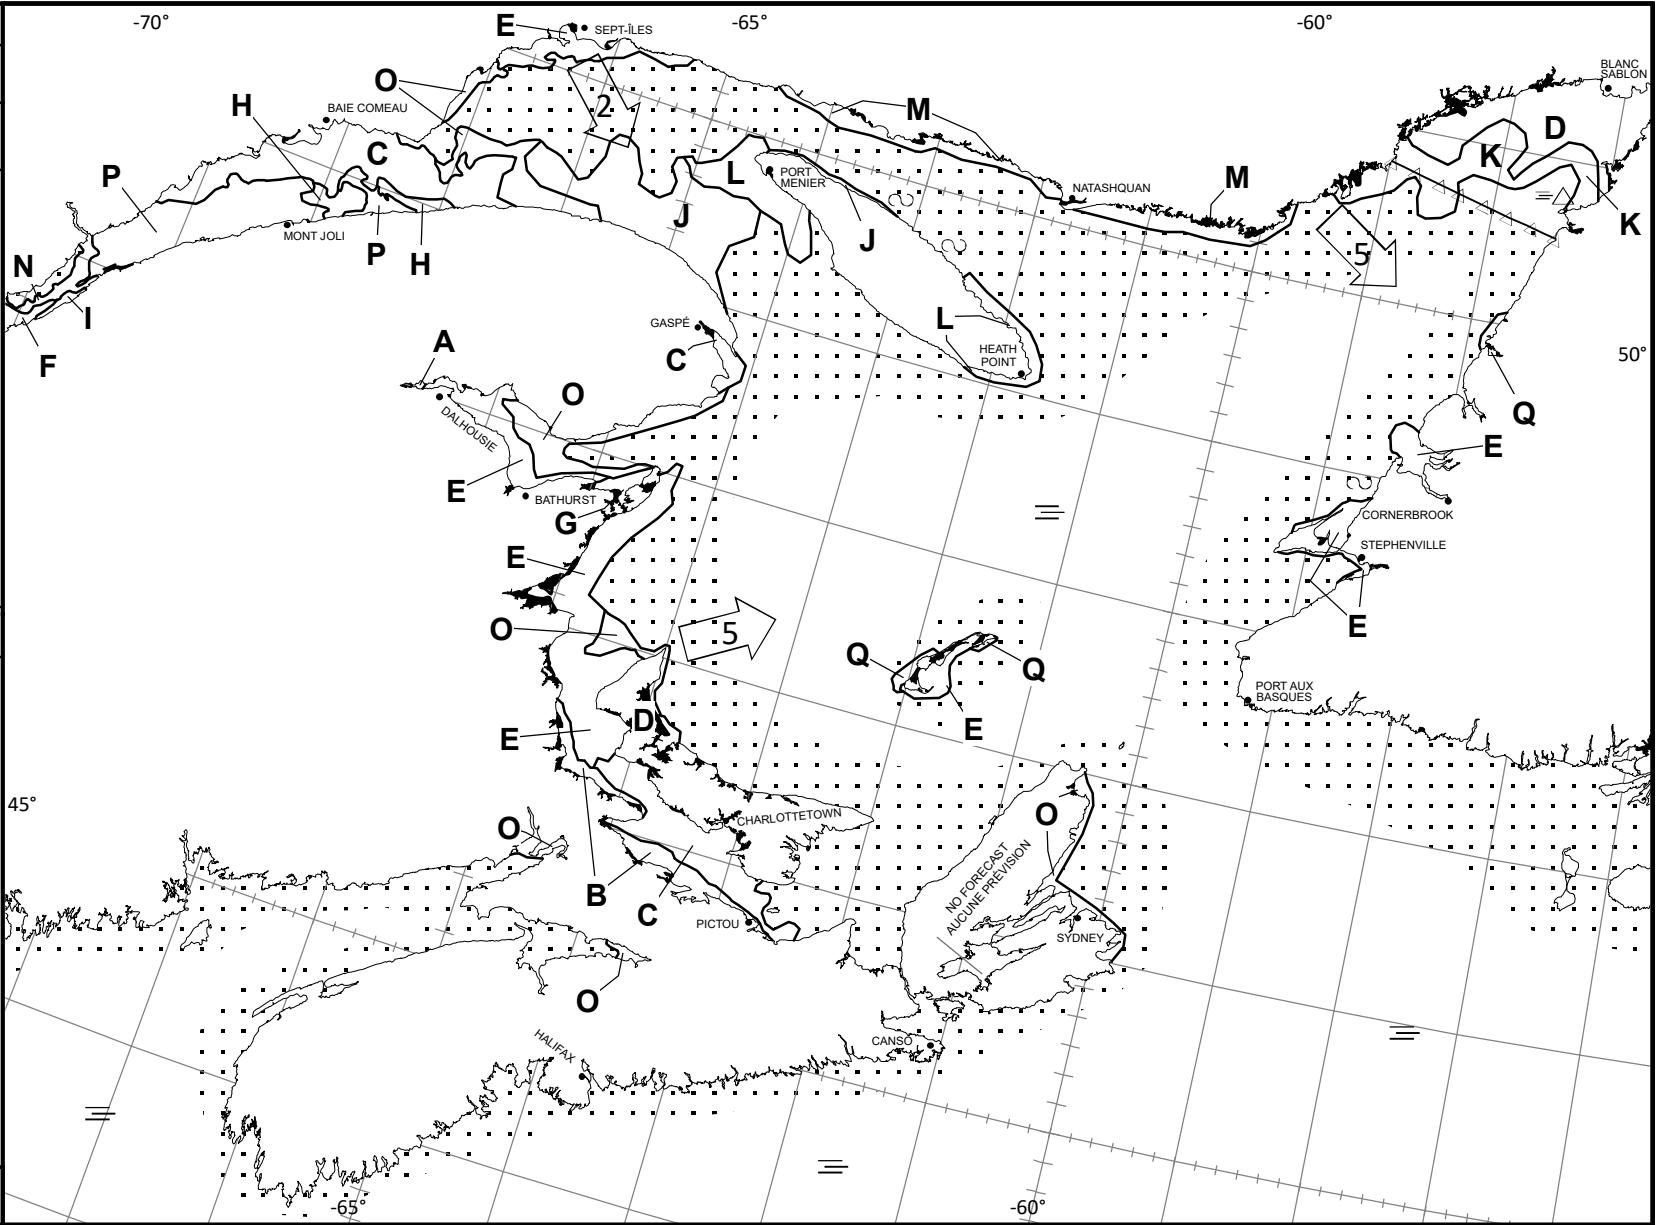 -70°
-65°
-60°
E
SEPT-ÎLES
BLANC
SABLON
O
H
BAIE COMEAU
2
M
D
C
K
P
L
PORT
MENIER
NATASHQUAN
M
J
K
MONT JOLI
P
H
J
5
N
I
F
GASPÉ
L
A
C
HEATH
POINT
50°
O
Q
DALHOUSIE
E
E
BATHURST
G
CORNERBROOK
STEPHENVILLE
E
E
O
5
Q
Q
PORT AUX
BASQUES
D
E
E
45°
O
CHARLOTTETOWN
O
NO FORECAST
AUCUNE PRÉVISION
B
C
PICTOU
SYDNEY
O
HALIFAX
CANSO
-65°
-60°